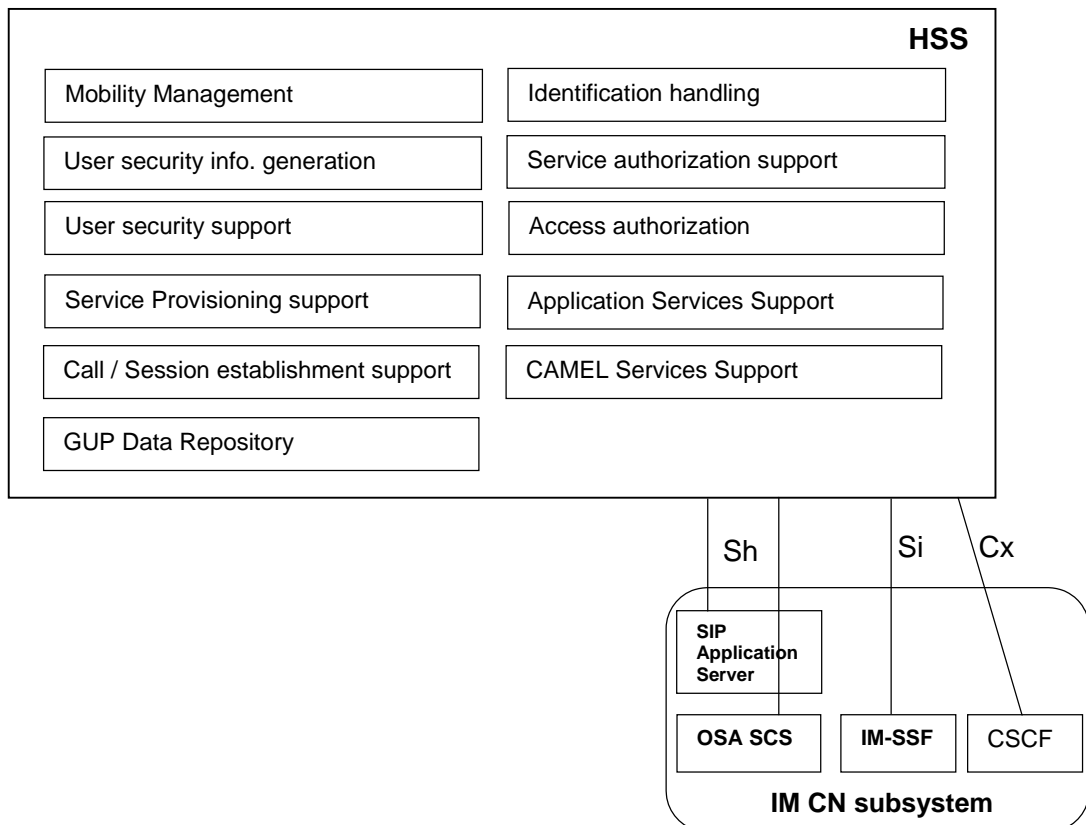 HSS
Mobility Management
Identification handling
User security info. generation
Service authorization support
User security support
Access authorization
Service Provisioning support
Application Services Support
Call / Session establishment support
CAMEL Services Support
GUP Data Repository
Sh
Si
Cx
SIP
Application
Server
OSA SCS
IM-SSF
CSCF
IM CN subsystem